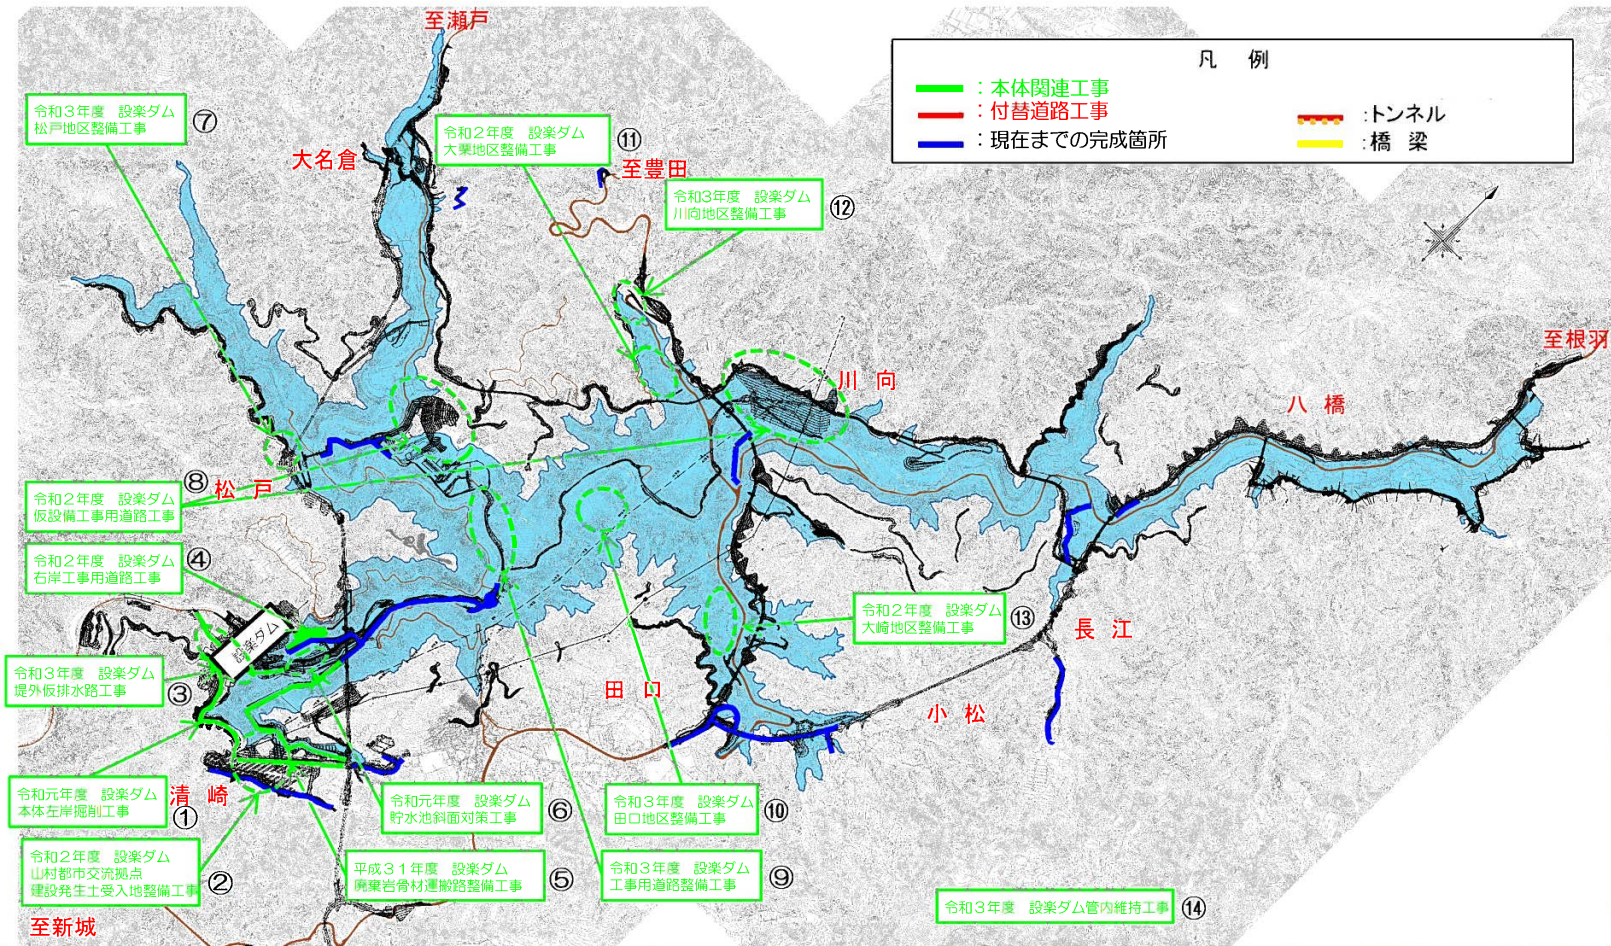 至瀬戸
凡 例
：本体関連工事
：付替道路工事
：現在までの完成箇所
：トンネル
：橋 梁
令和３年度 設楽ダム
松戸地区整備工事
⑦
大名倉
令和２年度 設楽ダム
大栗地区整備工事
⑪
至豊田
令和3年度 設楽ダム
川向地区整備工事
⑫
至根羽
川 向
八 橋
⑧
松 戸
令和２年度 設楽ダム
仮設備工事用道路工事
令和２年度 設楽ダム
右岸工事用道路工事
④
設楽ダム
令和２年度 設楽ダム
大崎地区整備工事
⑬
長 江
令和３年度 設楽ダム
堤外仮排水路工事
③
田 口
小 松
令和元年度 設楽ダム
本体左岸掘削工事
清 崎
①
令和元年度 設楽ダム
貯水池斜面対策工事
⑥
令和３年度 設楽ダム
田口地区整備工事
⑩
令和２年度 設楽ダム
山村都市交流拠点
建設発生土受入地整備工事
②
平成３１年度 設楽ダム
廃棄岩骨材運搬路整備工事
⑤
令和３年度 設楽ダム
工事用道路整備工事
⑨
令和３年度 設楽ダム管内維持工事
⑭
至新城